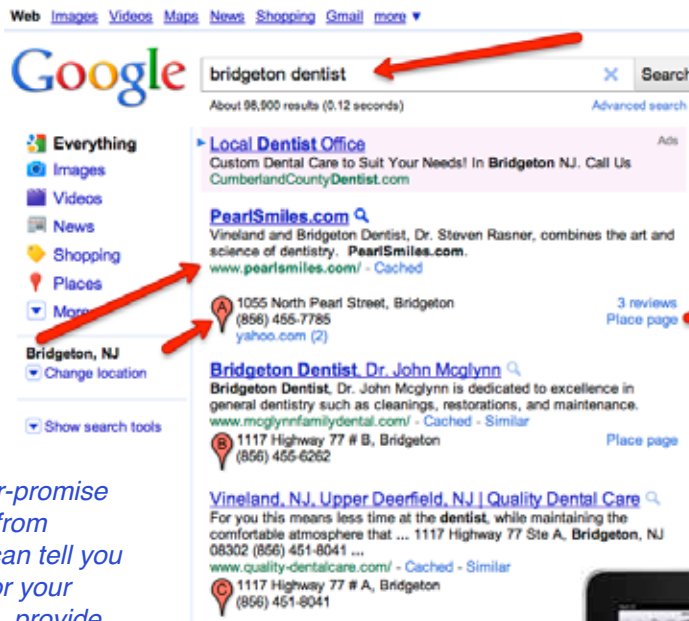 Web Images Videos Maps News Shopping Gmail more ▼
Google
bridgeton dentist
× Search
About 98,900 results (0.12 seconds)
Advanced search
Everything
Images
Videos
News
Shopping
Places
More
Bridgeton, NJ
Change location
Show search tools
Local Dentist Office
Ads
Custom Dental Care to Suit Your Needs! In Bridgeton NJ. Call Us
CumberlandCountyDentist.com
PearlSmiles.com
Vineland and Bridgeton Dentist, Dr. Steven Rasner, combines the art and
science of dentistry. PearlSmiles.com.
www.pearlsmiles.com/ - Cached
A
1055 North Pearl Street, Bridgeton
3 reviews
(856) 455-7785
Place page
yahoo.com (2)
Bridgeton Dentist, Dr. John Mcglynn
Bridgeton Dentist, Dr. John Mcglynn is dedicated to excellence in
general dentistry such as cleanings, restorations, and maintenance.
www.mcglynnfamilydental.com/ - Cached - Similar
B
1117 Highway 77 # B, Bridgeton
Place page
(856) 455-6262
Vineland, NJ, Upper Deerfield, NJ | Quality Dental Care
For you this means less time at the dentist, while maintaining the
comfortable atmosphere that ... 1117 Highway 77 Ste A, Bridgeton, NJ
08302 (856) 451-8041 ...
www.quality-dentalcare.com/ - Cached - Similar
C
1117 Highway 77 # A, Bridgeton
(856) 451-8041
r-promise
from
can tell you
or your
provide